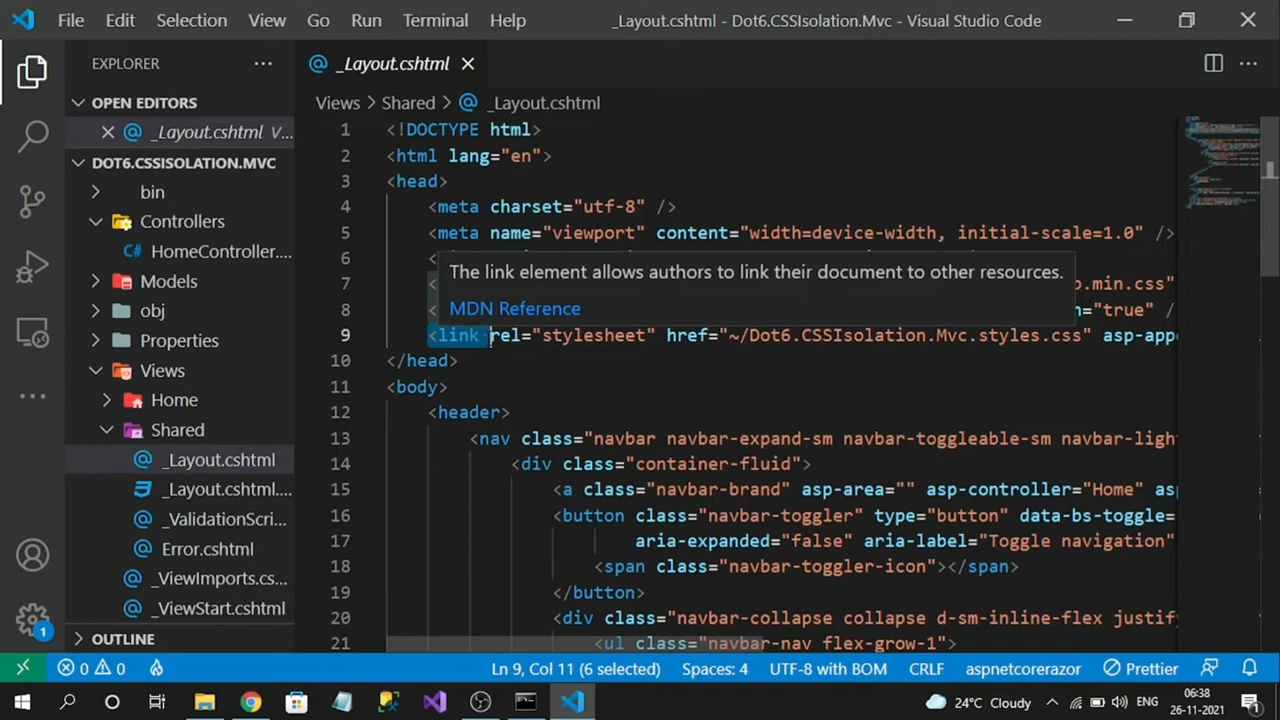 File Edit Selection View Go Run Terminal Help _Layout.cshtml - Dot6.CSSIsolation.Mvc - Visual Studio Code
EXPLORER
OPEN EDITORS
_Layout.cshtml V...
DOT6.CSSISOLATION.MVC
bin
Controllers
C# HomeController....
Models
obj
Properties
Views
Home
Shared
_Layout.cshtml
_Layout.cshtml....
_ValidationScri...
Error.cshtml
_ViewImports.cs...
_ViewStart.cshtml
OUTLINE
_Layout.cshtml
Views > Shared > _Layout.cshtml
1 <!DOCTYPE html>
2 <html lang="en">
3 <head>
4 <meta charset="utf-8" />
5 <meta name="viewport" content="width=device-width, initial-scale=1.0" />
6 <
The link element allows authors to link their document to other resources.
MDN Reference
7 < .min.css"
8 < n="true" /
9 <link rel="stylesheet" href="~/Dot6.CSSIsolation.Mvc.styles.css" asp-appe
10 </head>
11 <body>
12 <header>
13 <nav class="navbar navbar-expand-sm navbar-toggleable-sm navbar-ligh
14 <div class="container-fluid">
15 <a class="navbar-brand" asp-area="" asp-controller="Home" as
16 <button class="navbar-toggler" type="button" data-bs-toggle=
17 aria-expanded="false" aria-label="Toggle navigation"
18 <span class="navbar-toggler-icon"></span>
19 </button>
20 <div class="navbar-collapse collapse d-sm-inline-flex justify
21 <ul class="navbar-nav flex-grow-1">
0 0 Ln 9, Col 11 (6 selected) Spaces: 4 UTF-8 with BOM CRLF aspnetcorerazor Prettier
1
24°C Cloudy ENG 06:38
26-11-2021 1